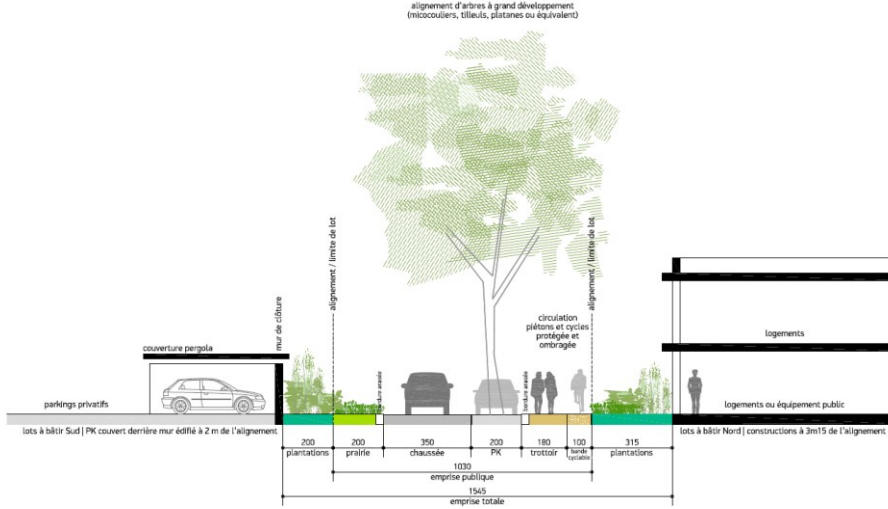 alignement d'arbres à grand développement
(micocouliers, tilleuls, platanes ou équivalent)
alignement / limite de lot
alignement / limite de lot
mur de clôture
circulation
piétons et cycles
protégée et
ombragée
couverture pergola
logements
bordure arasée
bordure arasée
parkings privatifs
logements ou équipement public
lots à bâtir Sud | PK couvert derrière mur édifié à 2 m de l'alignement
lots à bâtir Nord | constructions à 3m15 de l'alignement
200 200 350 200 180 100 315
plantations prairie chaussée PK trottoir bande cyclable plantations
1030
emprise publique
1545
emprise totale